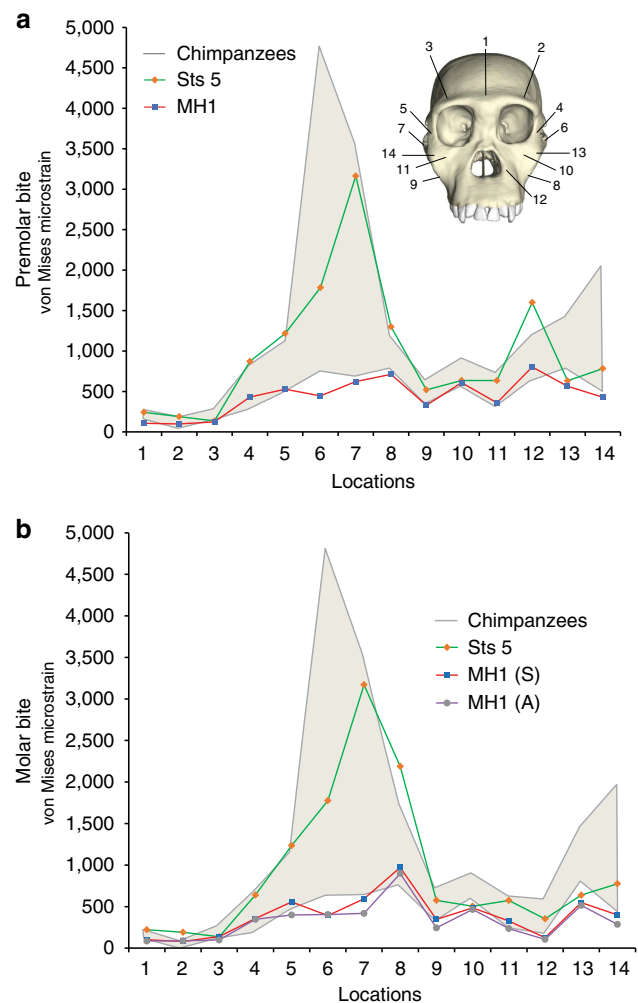 a
5,000
4,500
4,000
3,500
3,000
2,500
2,000
1,500
1,000
500
0
Premolar bite
von Mises microstrain
Chimpanzees
Sts 5
MH1
1
3
2
5
4
7
6
14
13
11
10
9
8
12
1 2 3 4 5 6 7 8 9 10 11 12 13 14
Locations
b
5,000
4,500
4,000
3,500
3,000
2,500
2,000
1,500
1,000
500
0
Molar bite
von Mises microstrain
Chimpanzees
Sts 5
MH1 (S)
MH1 (A)
1 2 3 4 5 6 7 8 9 10 11 12 13 14
Locations